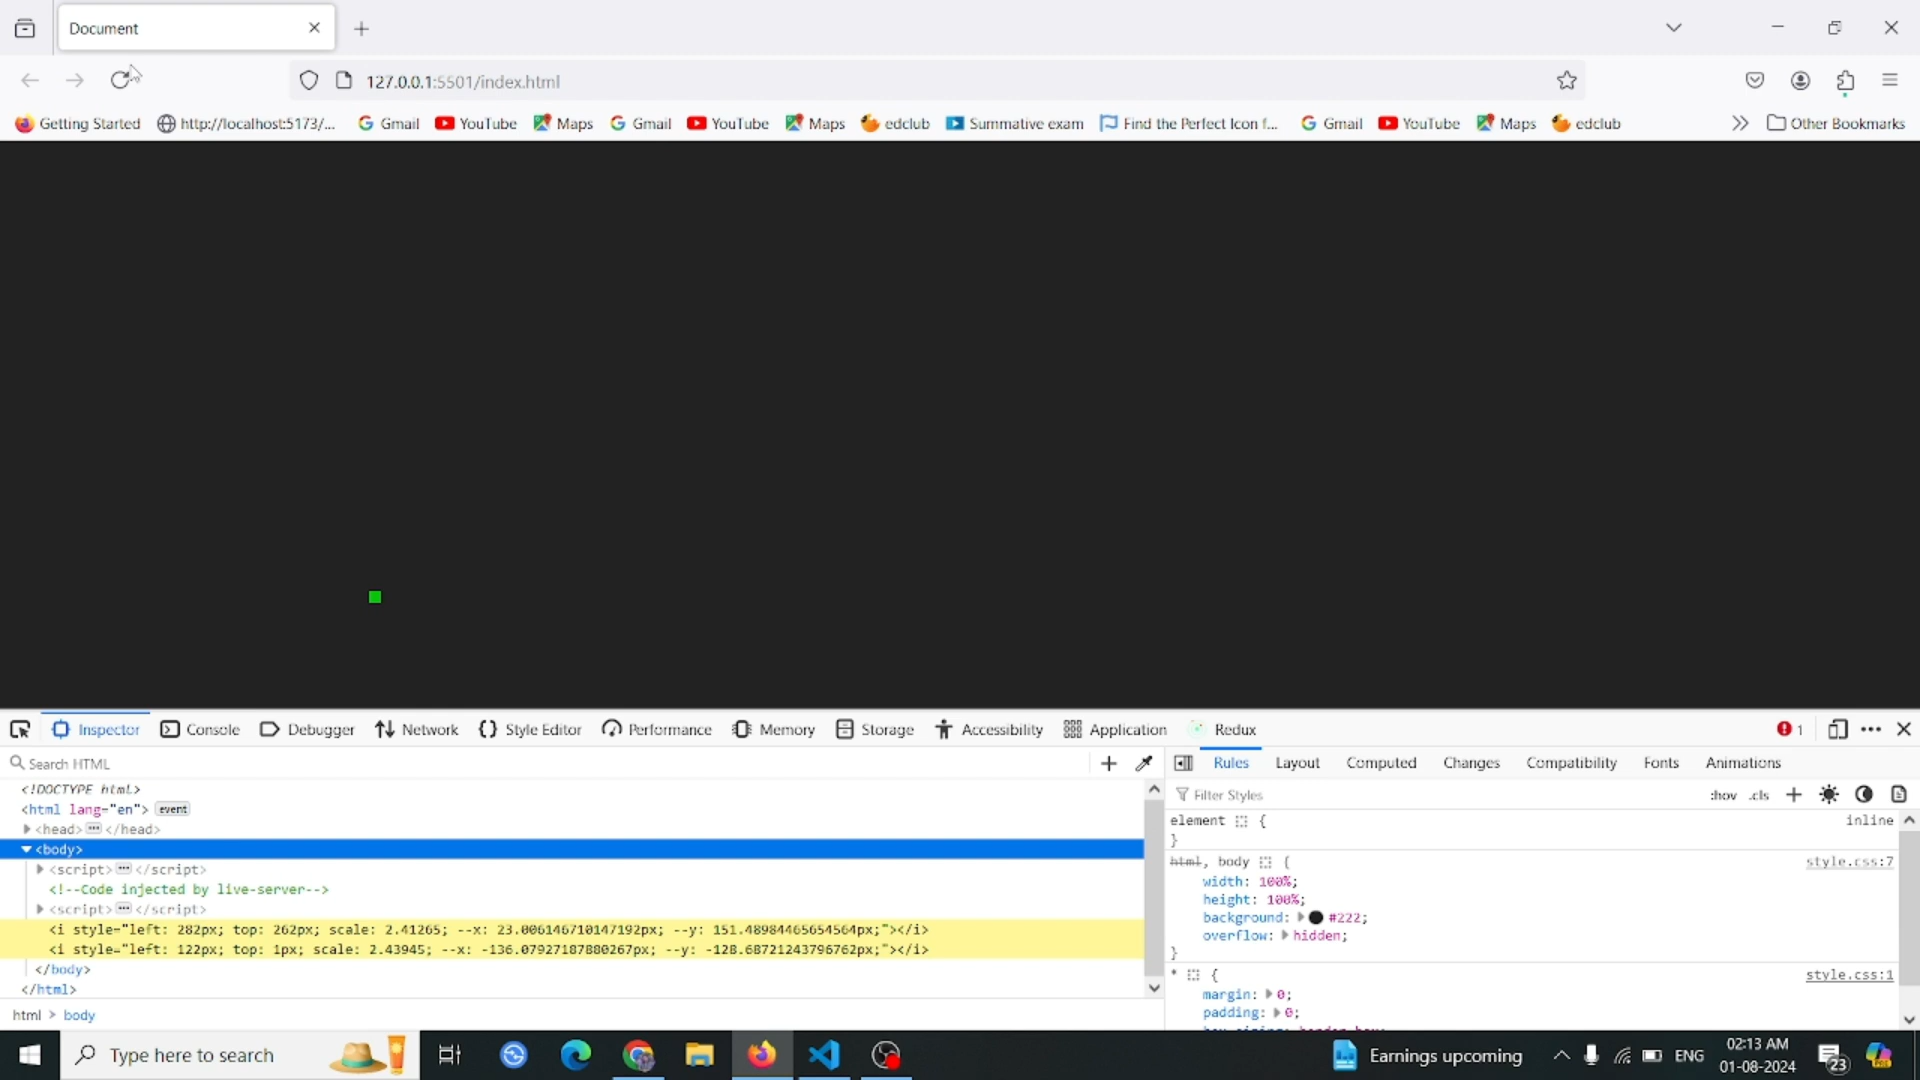 Document
127.0.0.1:5501/index.html
Getting Started http://localhost:5173/... Gmail YouTube Maps Gmail YouTube Maps edclub Summative exam Find the Perfect Icon f... Gmail YouTube Maps edclub Other Bookmarks
Inspector Console Debugger Network Style Editor Performance Memory Storage Accessibility Application Redux 1
Search HTML
<!DOCTYPE html>
<html lang="en"> event
<head> ... </head>
<body>
<script> ... </script>
<!--Code injected by live-server-->
<script> ... </script>
<i style="left: 282px; top: 262px; scale: 2.41265; --x: 23.006146710147192px; --y: 151.48984465654564px;"></i>
<i style="left: 122px; top: 1px; scale: 2.43945; --x: -136.07927187880267px; --y: -128.68721243796762px;"></i>
</body>
</html>
html > body
Rules Layout Computed Changes Compatibility Fonts Animations
Filter Styles :hov .cls
element { inline
}
html, body { style.css:7
width: 100%;
height: 100%;
background: #222;
overflow: hidden;
}
* { style.css:1
margin: 0;
padding: 0;
Type here to search
Earnings upcoming ENG 02:13 AM
01-08-2024 23